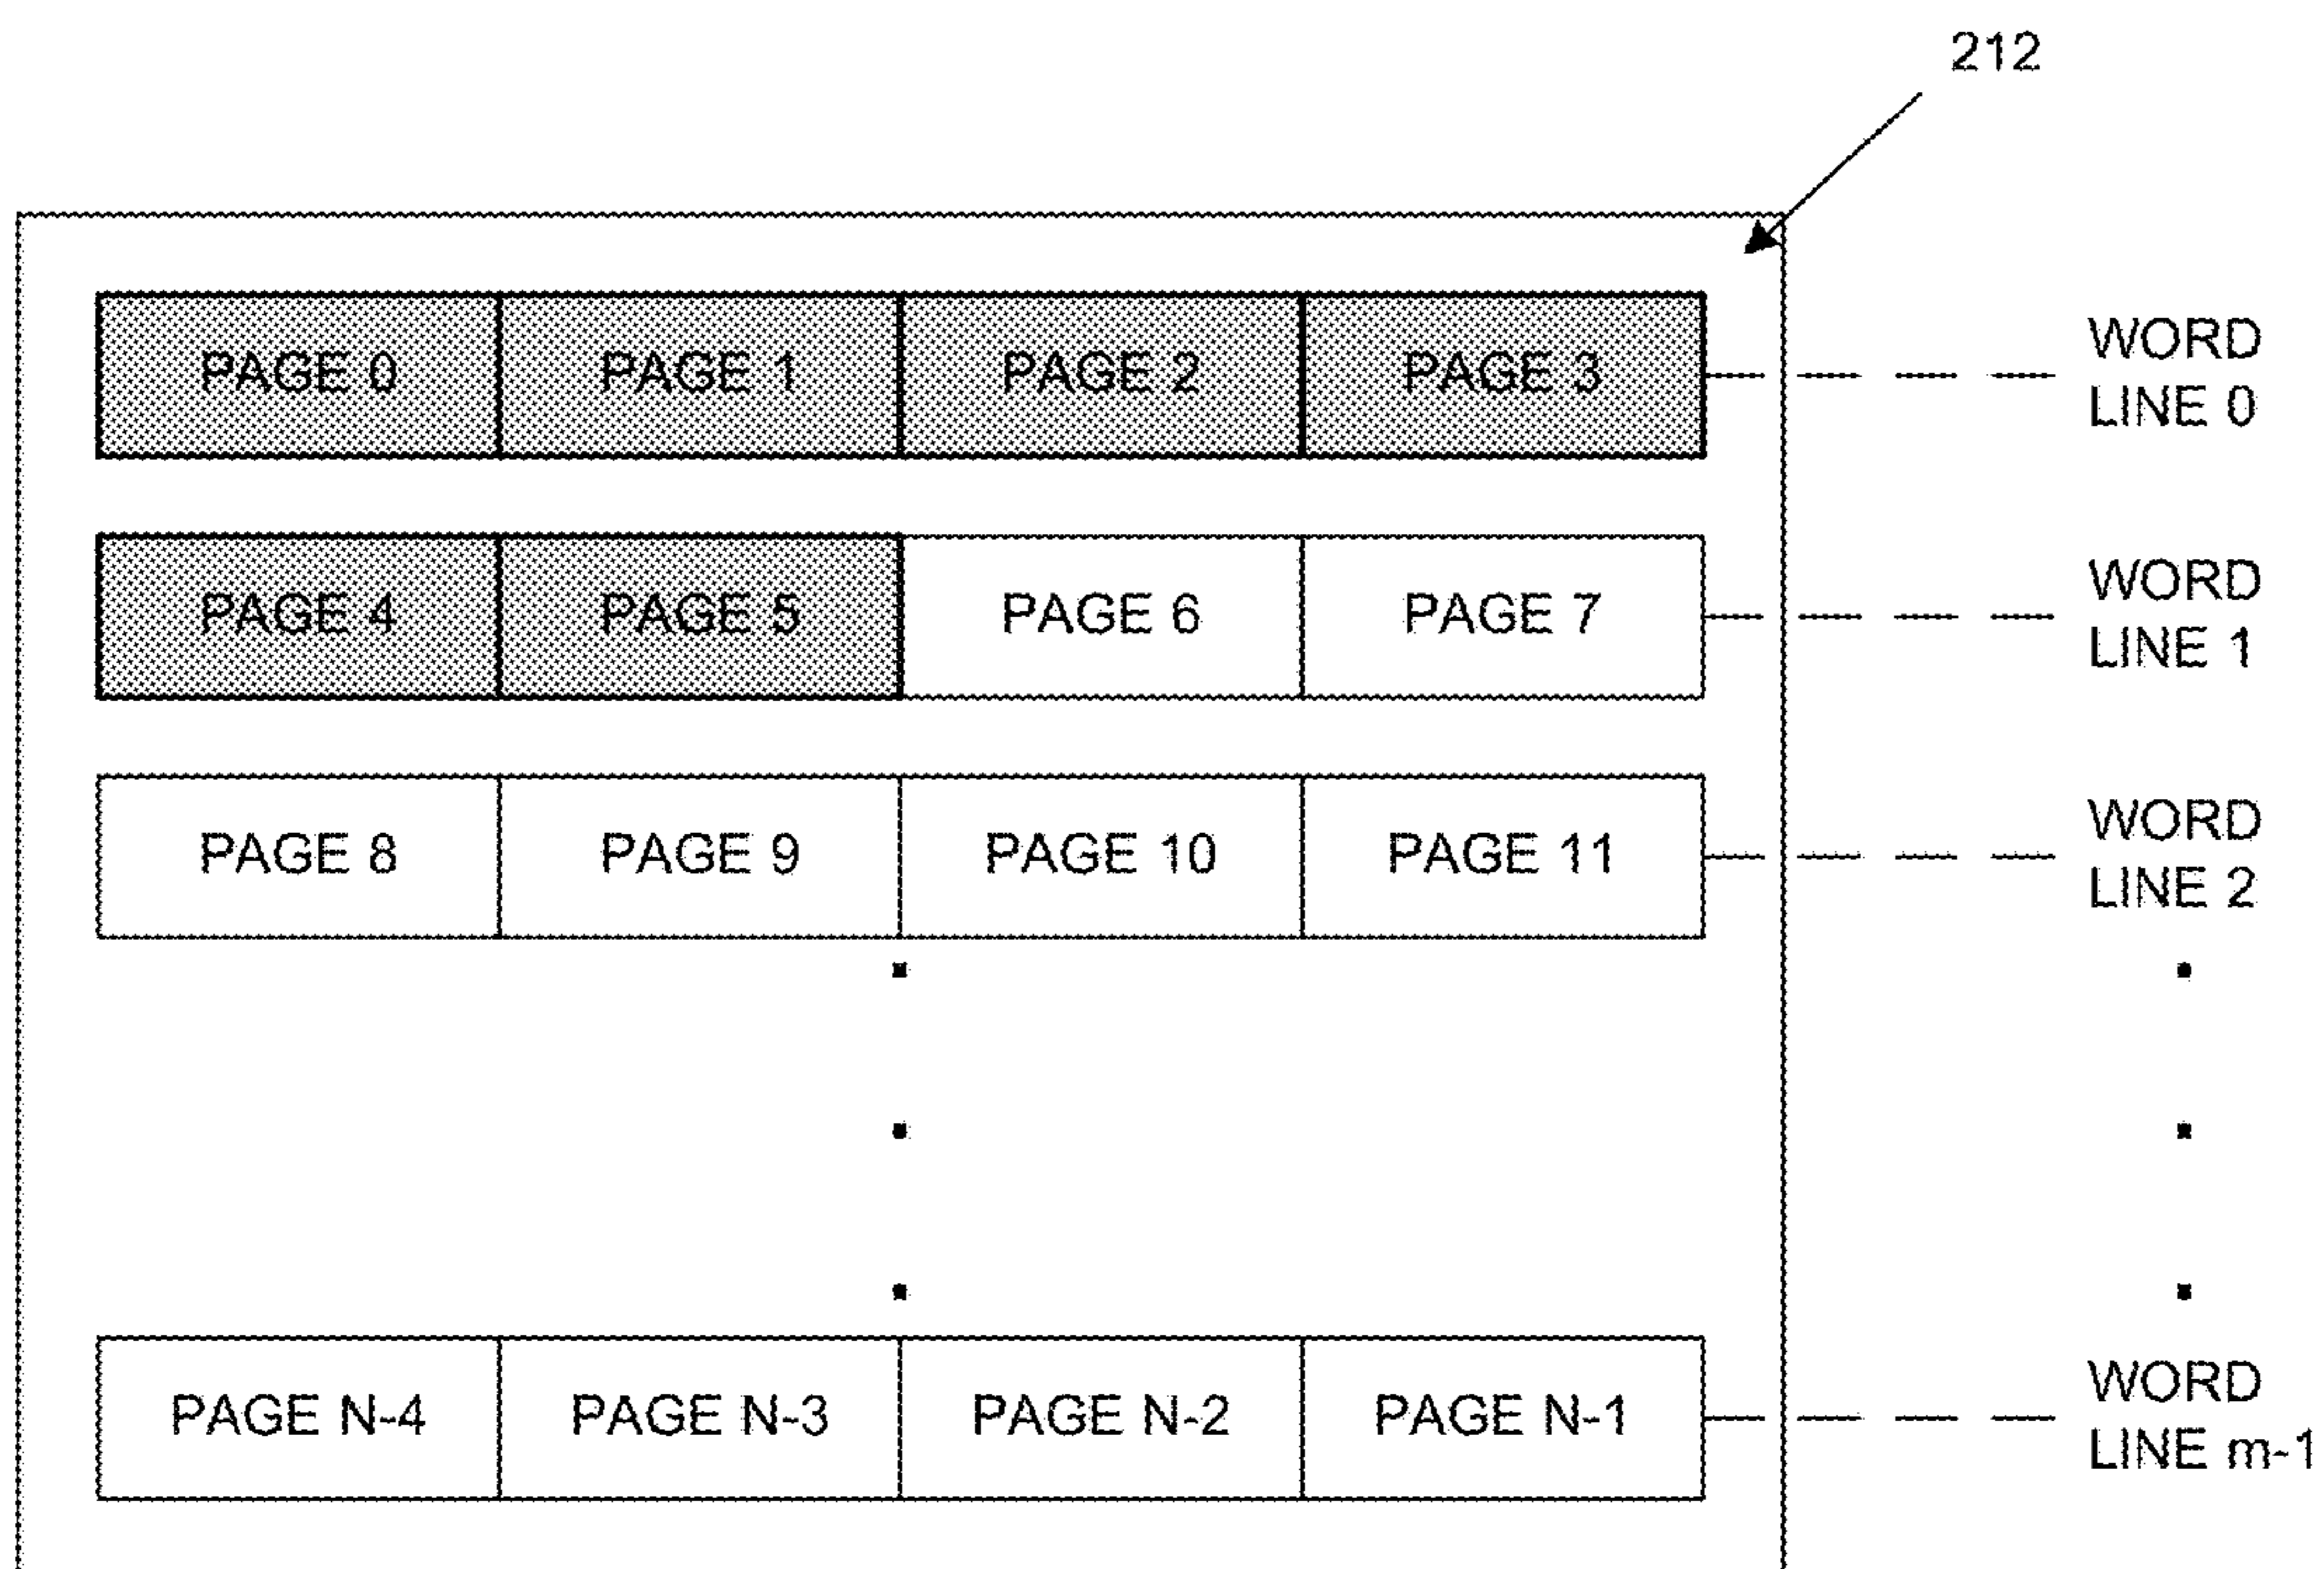 212
PAGE 0 PAGE 1 PAGE 2 PAGE 3
WORD
LINE 0
PAGE 4 PAGE 5 PAGE 6 PAGE 7
WORD
LINE 1
PAGE 8 PAGE 9 PAGE 10 PAGE 11
WORD
LINE 2
PAGE N-4 PAGE N-3 PAGE N-2 PAGE N-1
WORD
LINE m-1